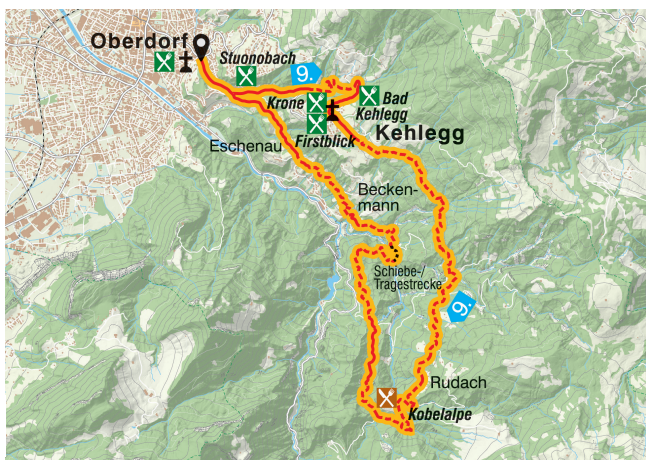 Oberdorf
Stuonobach
9.
Krone
Bad
Kehlegg
Firstblick
Kehlegg
Eschenau
Becken-
mann
Schiebe-/
Tragestrecke
9.
Rudach
Kobelalpe